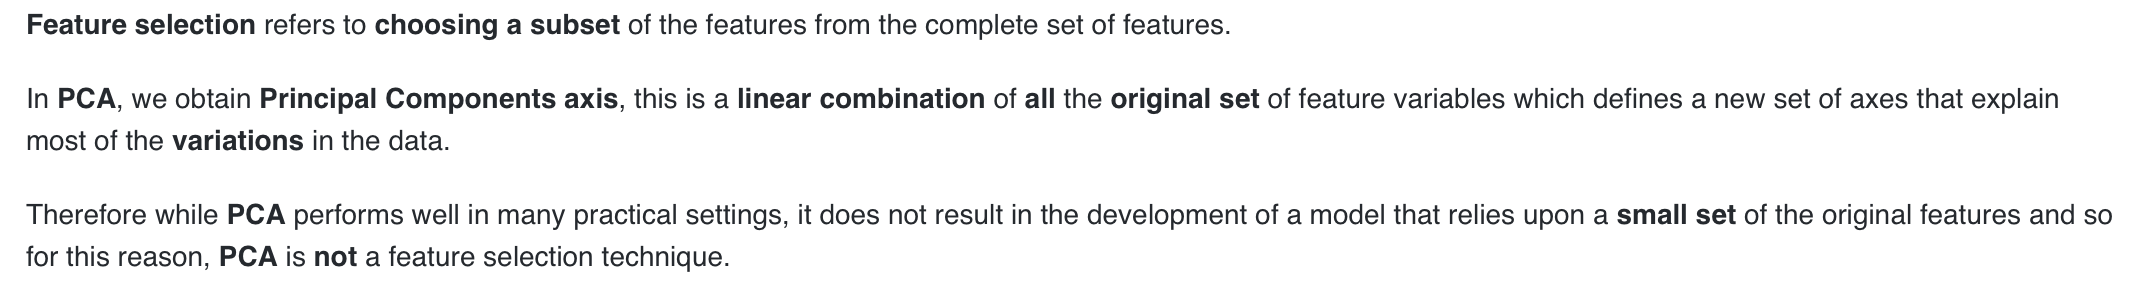 Feature selection refers to choosing a subset of the features from the complete set of features.
In PCA, we obtain Principal Components axis, this is a linear combination of all the original set of feature variables which defines a new set of axes that explain
most of the variations in the data.
Therefore while PCA performs well in many practical settings, it does not result in the development of a model that relies upon a small set of the original features and so
for this reason, PCA is not a feature selection technique.